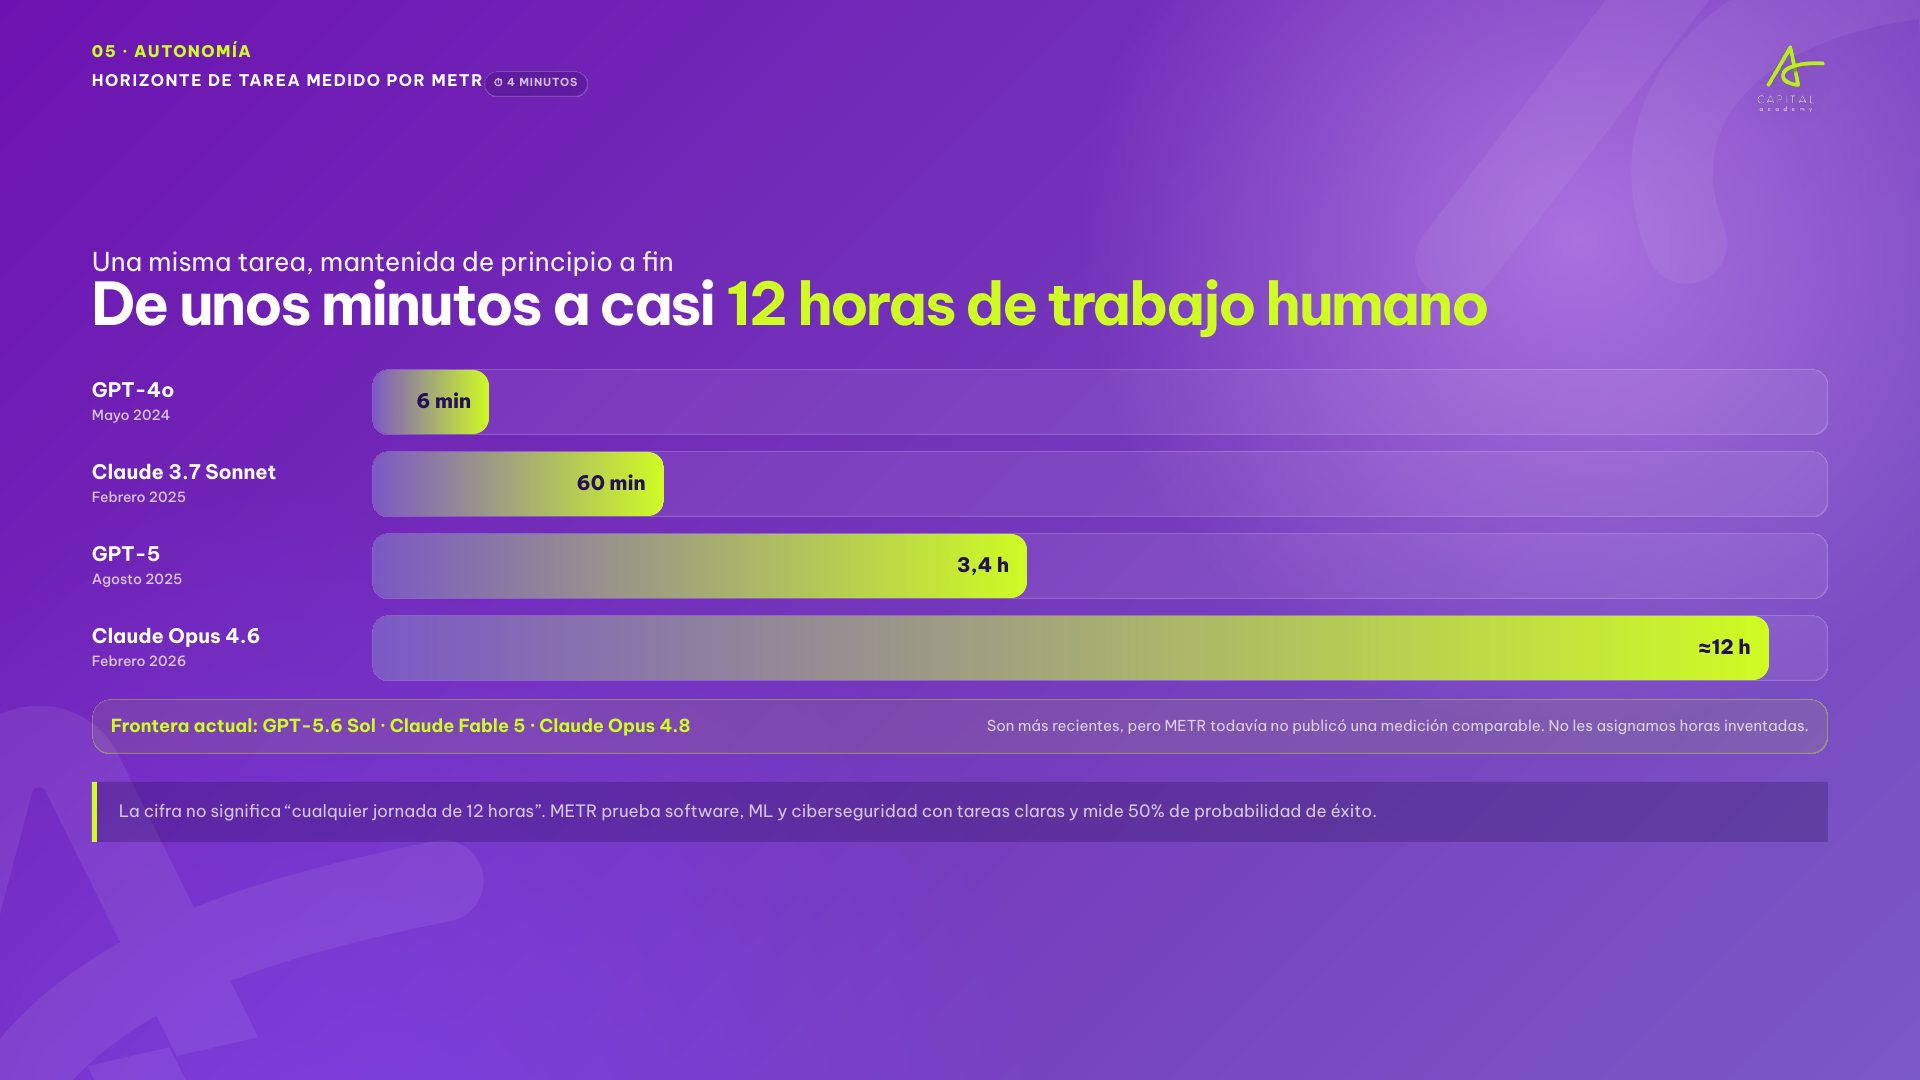 05 · AUTONOMÍA
HORIZONTE DE TAREA MEDIDO POR METR
⏱ 4 MINUTOS
CAPITAL
academy
Una misma tarea, mantenida de principio a fin
De unos minutos a casi 12 horas de trabajo humano
GPT-4o
Mayo 2024
6 min
Claude 3.7 Sonnet
Febrero 2025
60 min
GPT-5
Agosto 2025
3,4 h
Claude Opus 4.6
Febrero 2026
≈12 h
Frontera actual: GPT-5.6 Sol · Claude Fable 5 · Claude Opus 4.8
Son más recientes, pero METR todavía no publicó una medición comparable. No les asignamos horas inventadas.
La cifra no significa “cualquier jornada de 12 horas”. METR prueba software, ML y ciberseguridad con tareas claras y mide 50% de probabilidad de éxito.